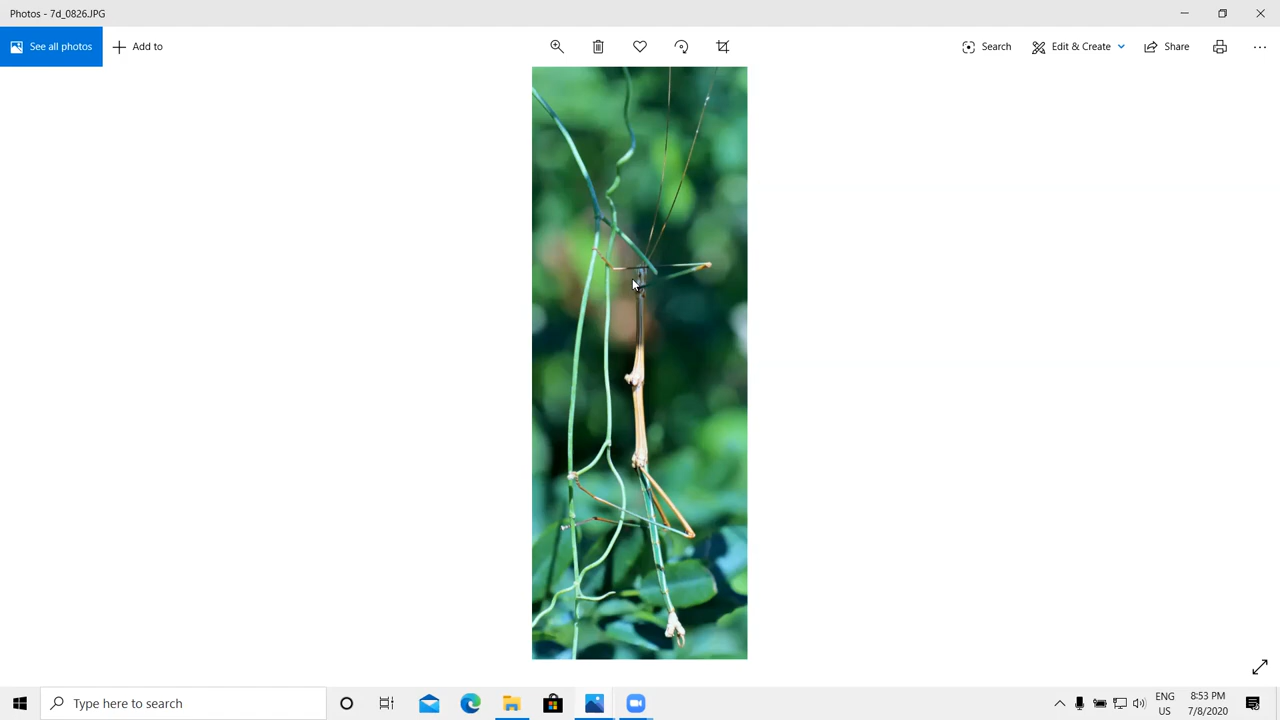 Photos - 7d_0826.JPG
See all photos
Add to
Search
Edit & Create
Share
Type here to search
ENG
US
8:53 PM
7/8/2020